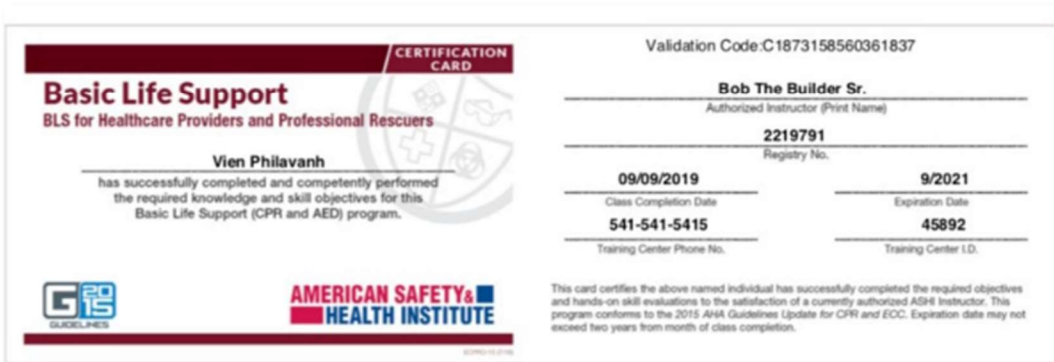 CERTIFICATION
CARD
Basic Life Support
BLS for Healthcare Providers and Professional Rescuers
Vien Philavanh
has successfully completed and competently performed
the required knowledge and skill objectives for this
Basic Life Support (CPR and AED) program.
G2015
GUIDELINES
AMERICAN SAFETY&
HEALTH INSTITUTE
Validation Code:C1873158560361837
Bob The Builder Sr.
Authorized Instructor (Print Name)
2219791
Registry No.
09/09/2019 9/2021
Class Completion Date Expiration Date
541-541-5415 45892
Training Center Phone No. Training Center I.D.
This card certifies the above named individual has successfully completed the required objectives
and hands-on skill evaluations to the satisfaction of a currently authorized ASHI Instructor. This
program conforms to the 2015 AHA Guidelines Update for CPR and ECC. Expiration date may not
exceed two years from month of class completion.